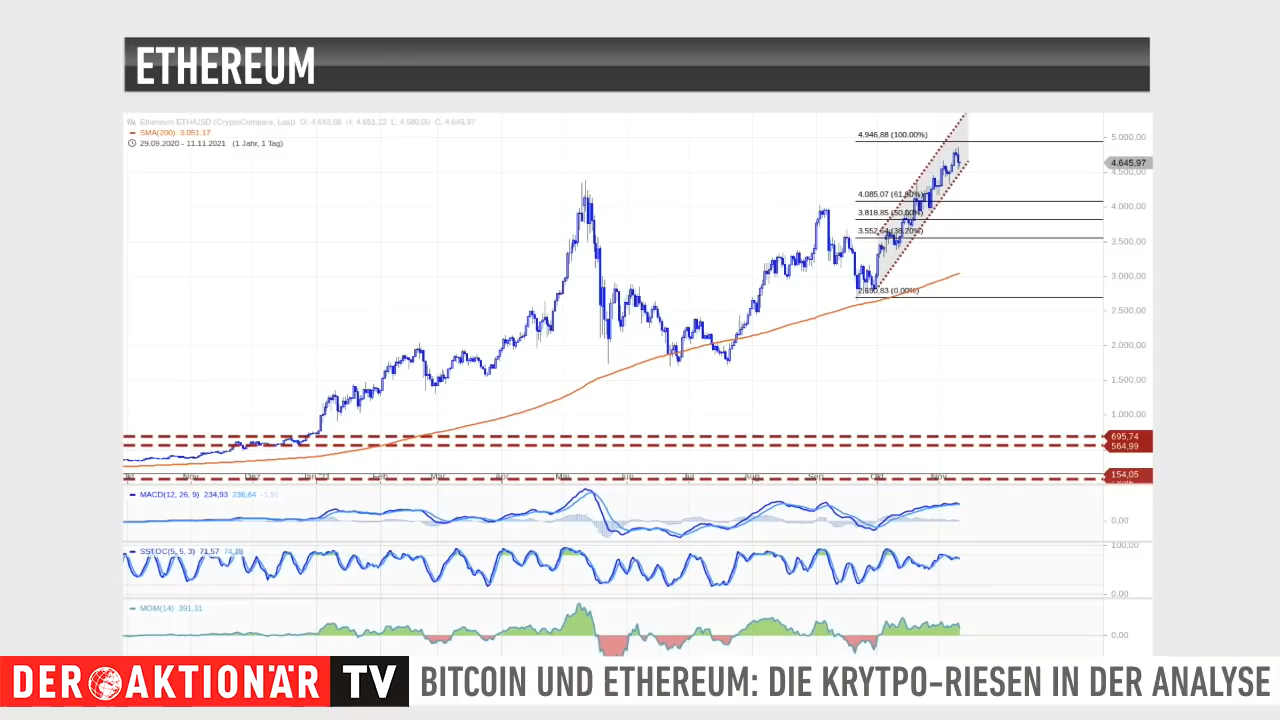 ETHEREUM
Ethereum ETH/USD (CryptoCompare, Last) O: 4.643,08 H: 4.651,22 L: 4.580,00 C: 4.645,97
SMA(200) 3.051,17
29.09.2020 - 11.11.2021 (1 Jahr, 1 Tag)
4.946,88 (100.00%)
4.085,07 (61,80%)
3.818,85 (50,00%)
3.552,64 (38,20%)
2.690,83 (0,00%)
5.000,00
4.645,97
4.500,00
4.000,00
3.500,00
3.000,00
2.500,00
2.000,00
1.500,00
1.000,00
695,74
564,99
154,05
Okt Nov Dez Jan '21 Feb Mar Apr Mai Jun Jul Aug Sep Okt Nov
MACD(12, 26, 9) 234,93 236,84 -1,91
0,00
SSTOC(5, 5, 3) 71,57
100,00
0.00
MOM(14) 391.31
0,00
DER AKTIONÄR TV
BITCOIN UND ETHEREUM: DIE KRYTPO-RIESEN IN DER ANALYSE